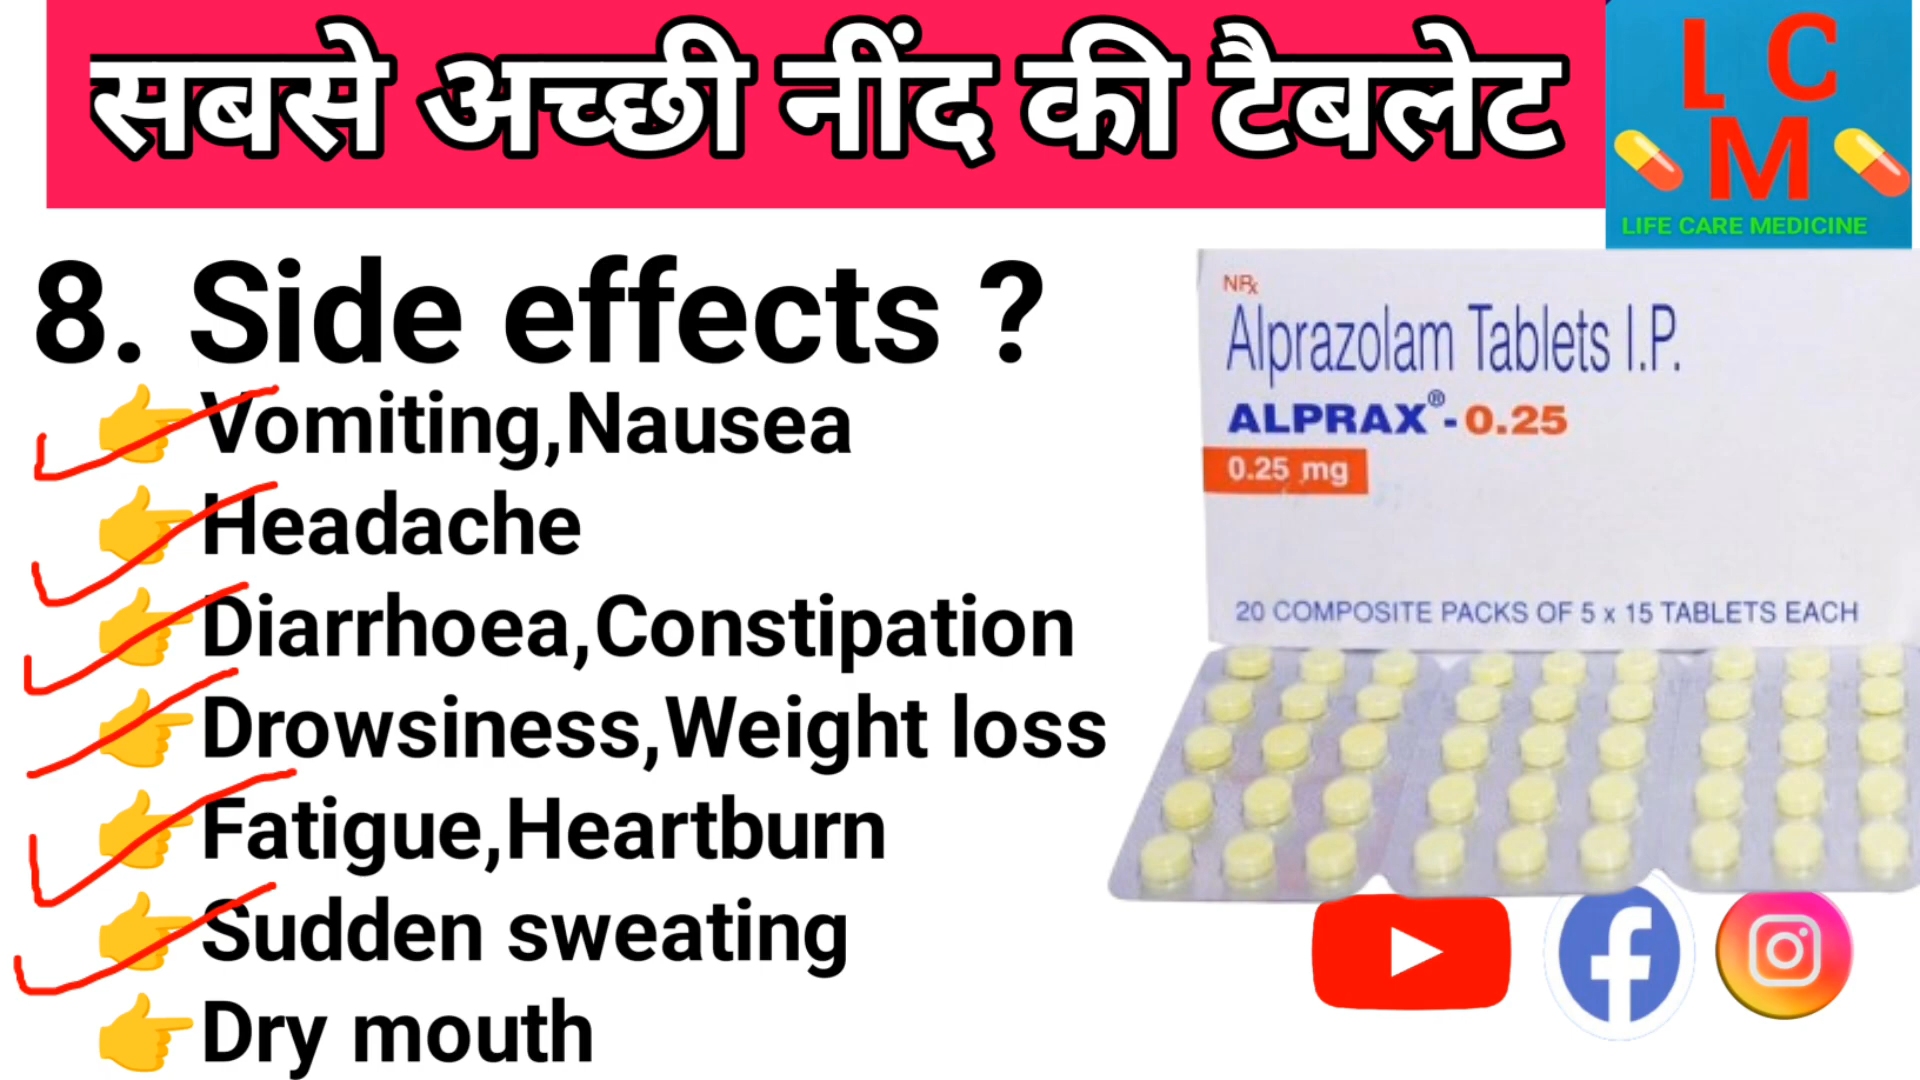 सबसे अच्छी नींद की टैबलेट
L C
M
LIFE CARE MEDICINE
8. Side effects ?
Vomiting,Nausea
Headache
Diarrhoea,Constipation
Drowsiness,Weight loss
Fatigue,Heartburn
Sudden sweating
Dry mouth
NRx
Alprazolam Tablets I.P.
ALPRAX®-0.25
0.25 mg
20 COMPOSITE PACKS OF 5 x 15 TABLETS EACH